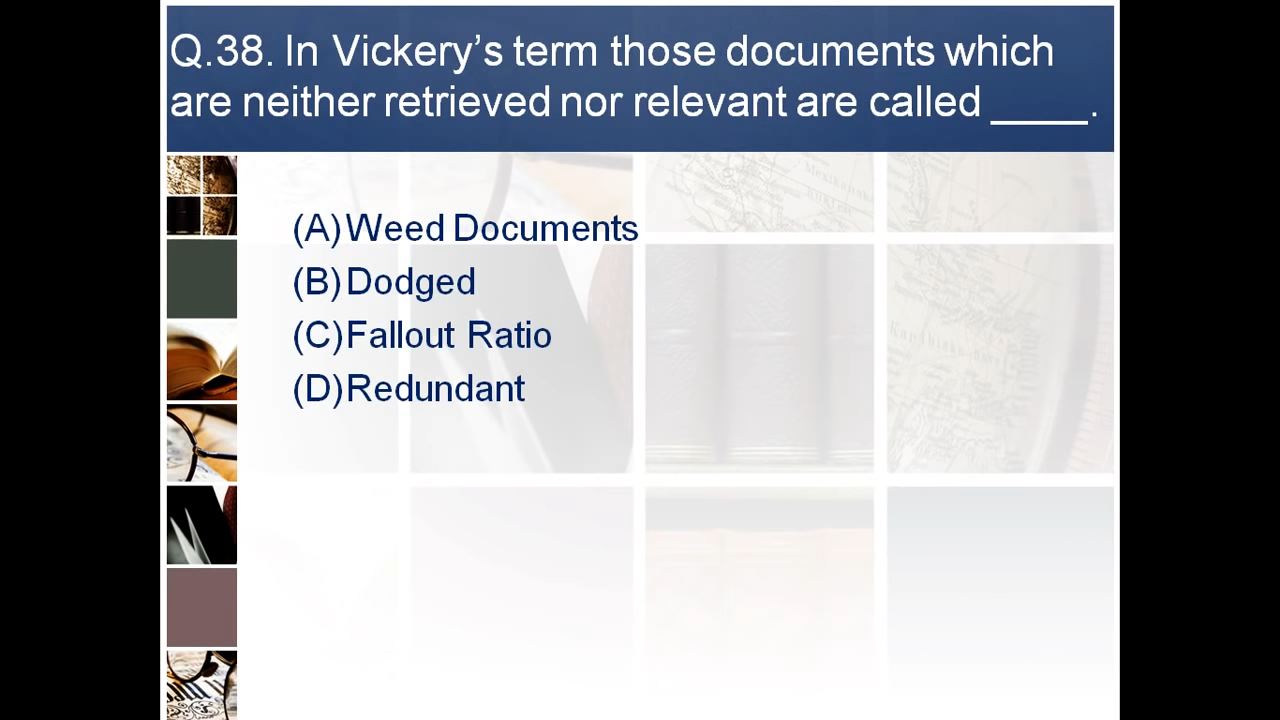 Q.38. In Vickery’s term those documents which
are neither retrieved nor relevant are called _____.
(A) Weed Documents
(B) Dodged
(C) Fallout Ratio
(D) Redundant